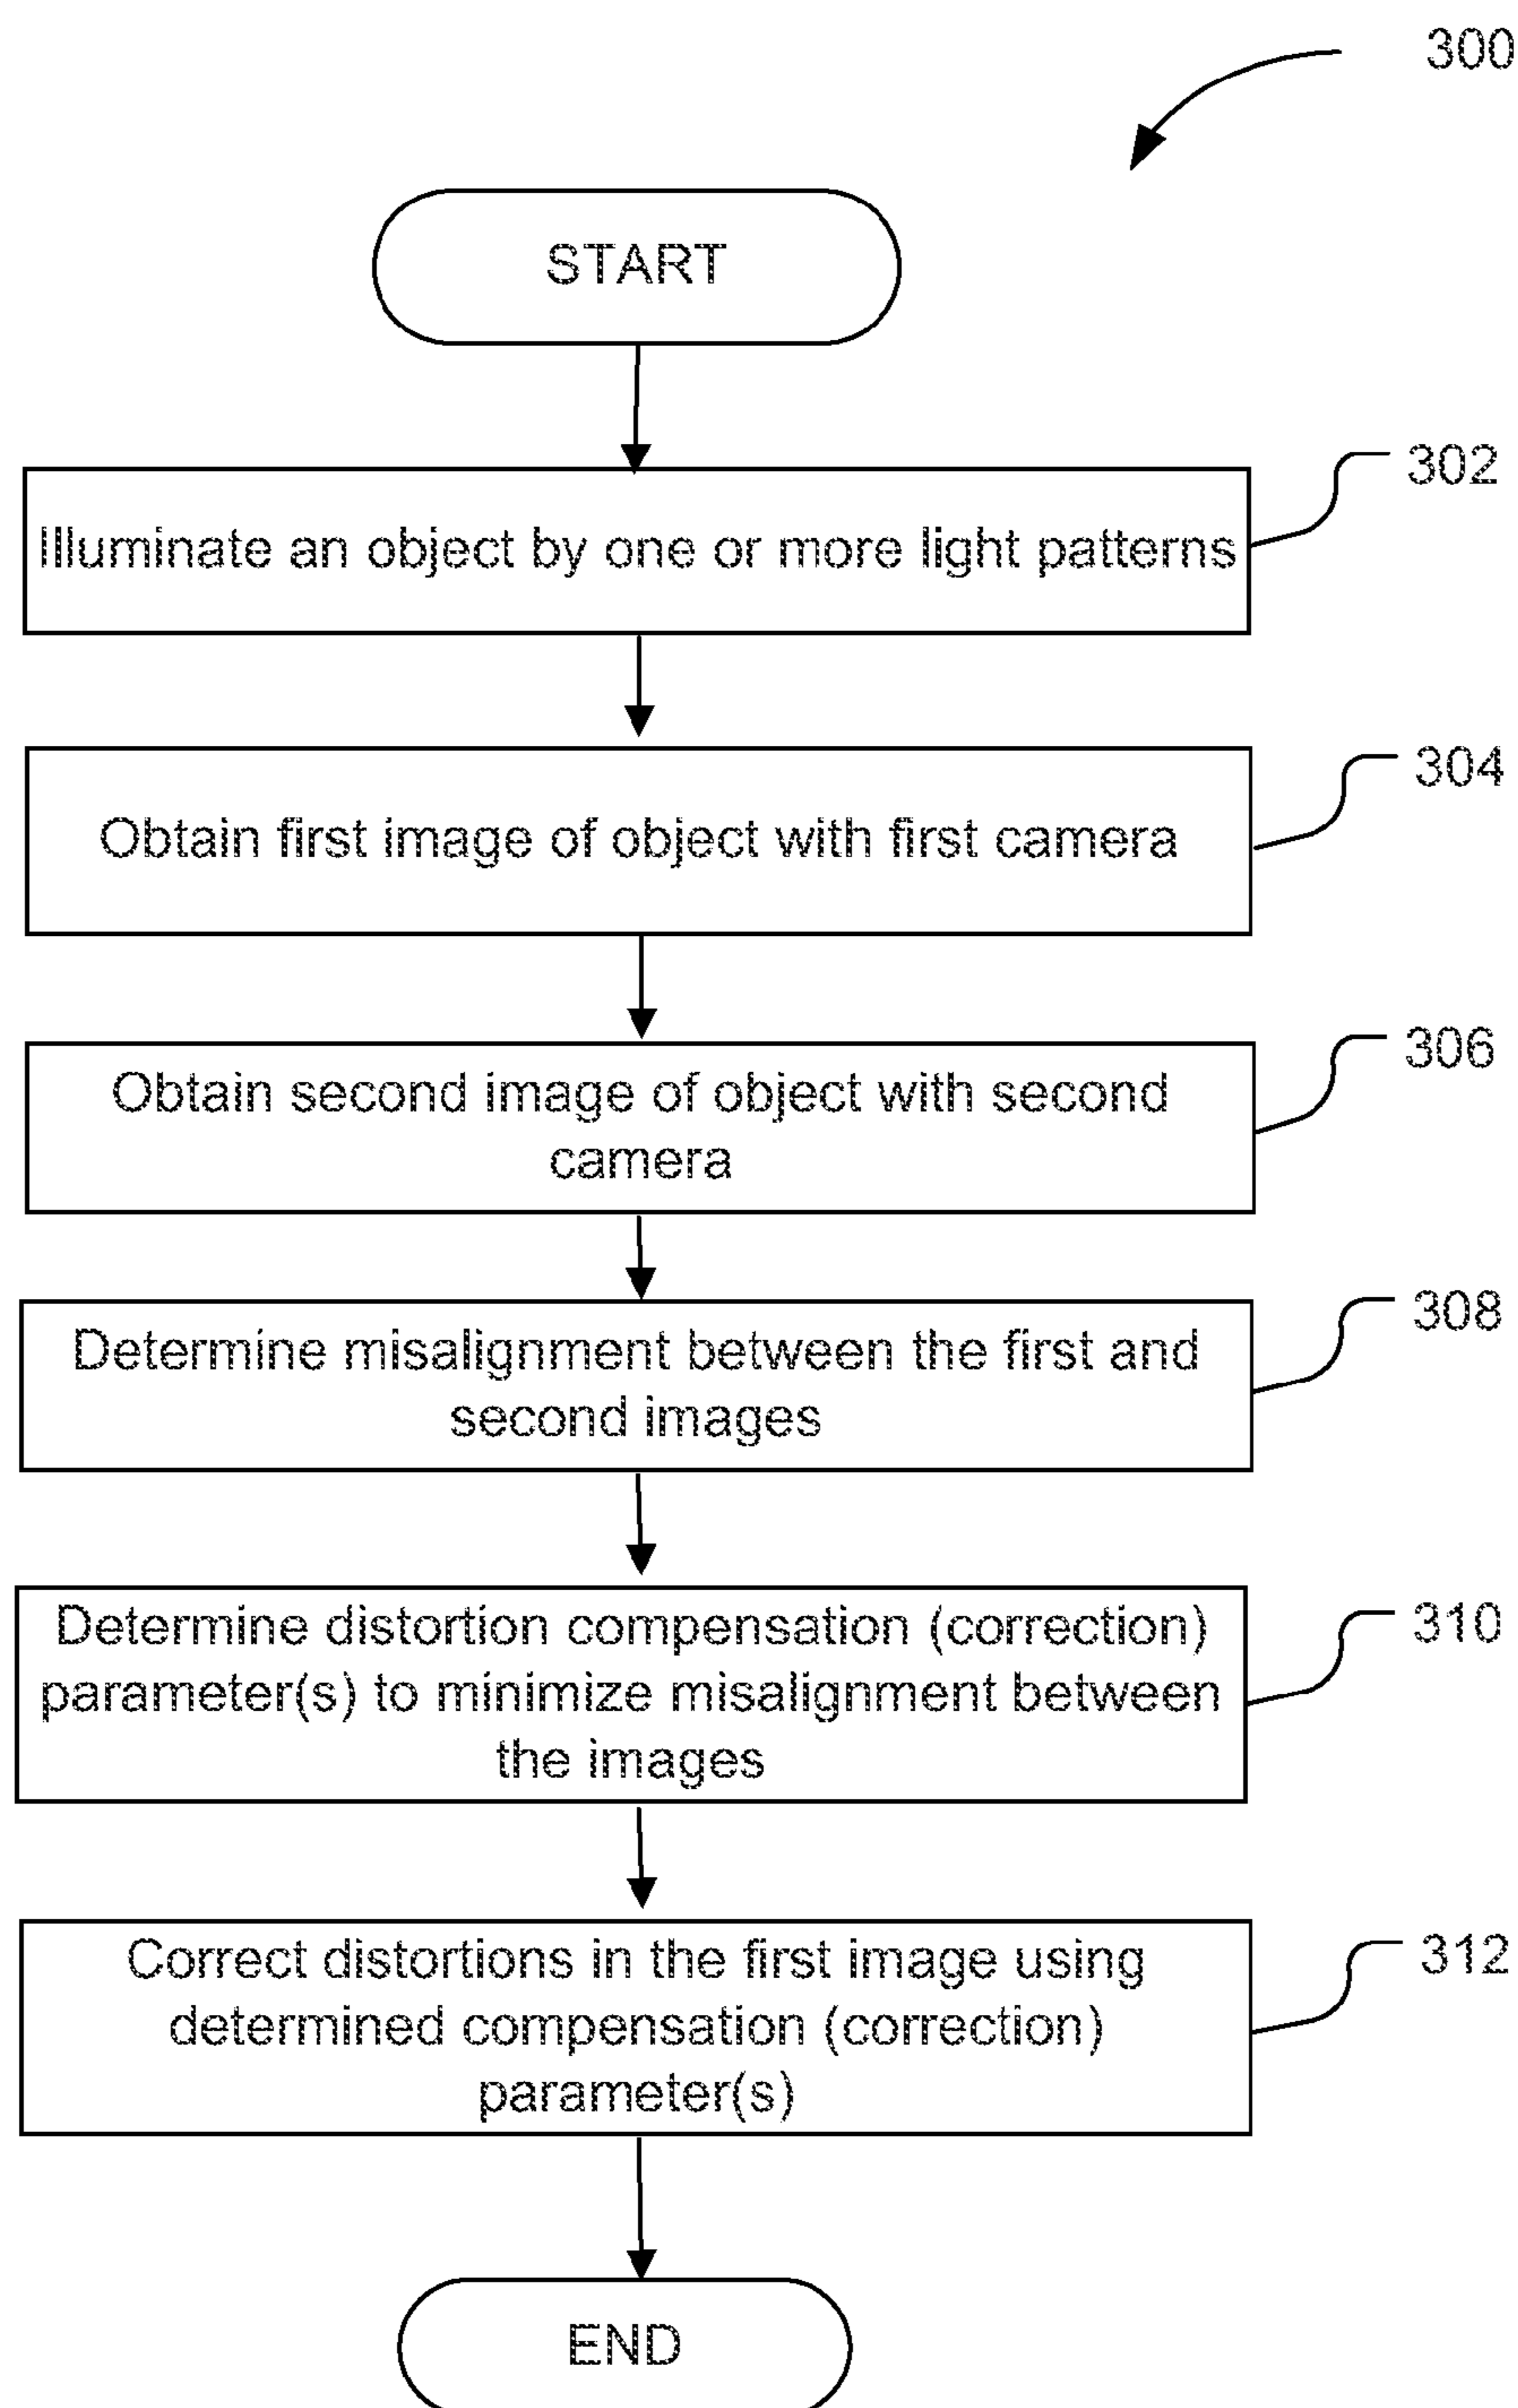 300
START
302
Illuminate an object by one or more light patterns
304
Obtain first image of object with first camera
306
Obtain second image of object with second
camera
308
Determine misalignment between the first and
second images
310
Determine distortion compensation (correction)
parameter(s) to minimize misalignment between
the images
312
Correct distortions in the first image using
determined compensation (correction)
parameter(s)
END